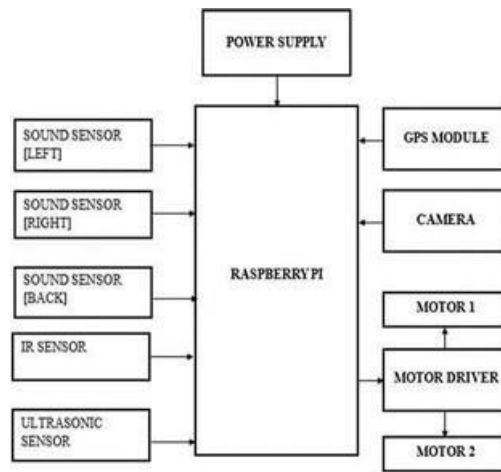 POWER SUPPLY
SOUND SENSOR
[LEFT]
SOUND SENSOR
[RIGHT]
SOUND SENSOR
[BACK]
IR SENSOR
ULTRASONIC
SENSOR
RASPBERRY PI
GPS MODULE
CAMERA
MOTOR 1
MOTOR DRIVER
MOTOR 2